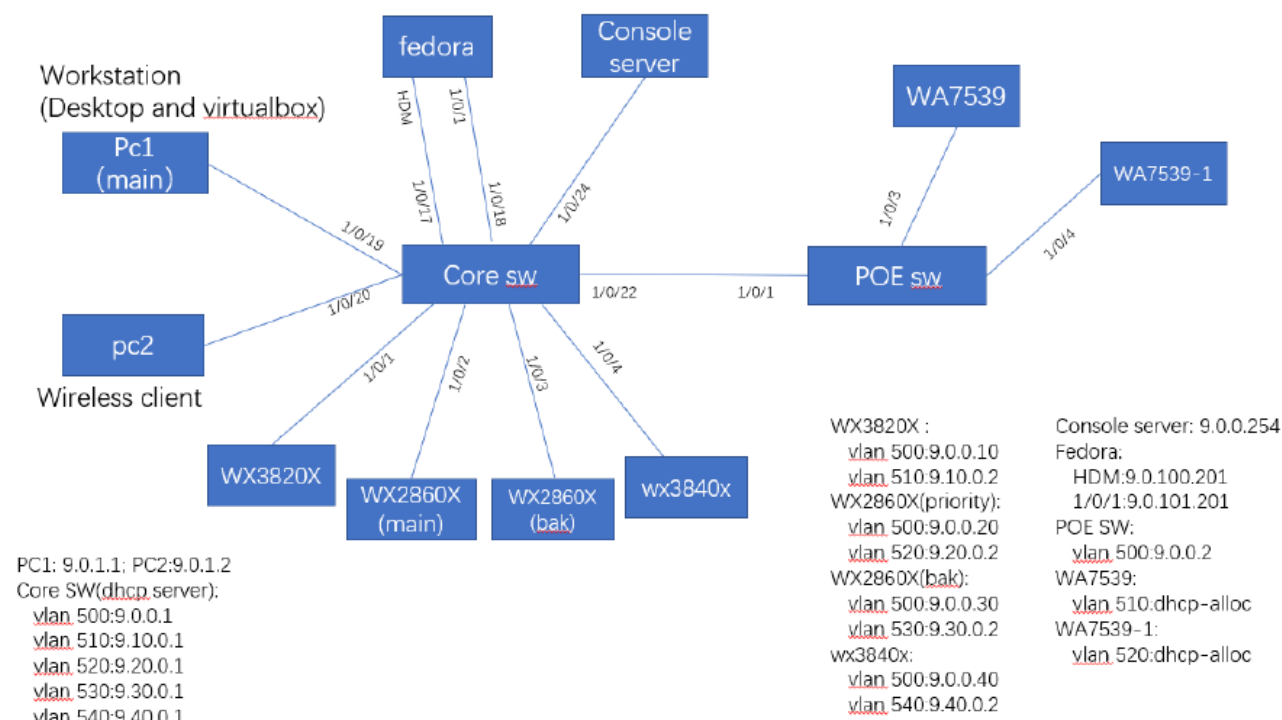 fedora
Console
server
Workstation
(Desktop and virtualbox)
WA7539
Pc1
(main)
WA7539-1
HDM
1/0/1
1/0/17
1/0/18
1/0/24
1/0/3
1/0/4
1/0/19
Core sw
POE sw
1/0/20
1/0/22
1/0/1
pc2
Wireless client
1/0/1
1/0/2
1/0/3
1/0/4
WX3820X
WX2860X
(main)
WX2860X
(bak)
wx3840x
PC1: 9.0.1.1; PC2:9.0.1.2
Core SW(dhcp server):
vlan 500:9.0.0.1
vlan 510:9.10.0.1
vlan 520:9.20.0.1
vlan 530:9.30.0.1
vlan 540:9.40.0.1
WX3820X :
vlan 500:9.0.0.10
vlan 510:9.10.0.2
WX2860X(priority):
vlan 500:9.0.0.20
vlan 520:9.20.0.2
WX2860X(bak):
vlan 500:9.0.0.30
vlan 530:9.30.0.2
wx3840x:
vlan 500:9.0.0.40
vlan 540:9.40.0.2
Console server: 9.0.0.254
Fedora:
HDM:9.0.100.201
1/0/1:9.0.101.201
POE SW:
vlan 500:9.0.0.2
WA7539:
vlan 510:dhcp-alloc
WA7539-1:
vlan 520:dhcp-alloc